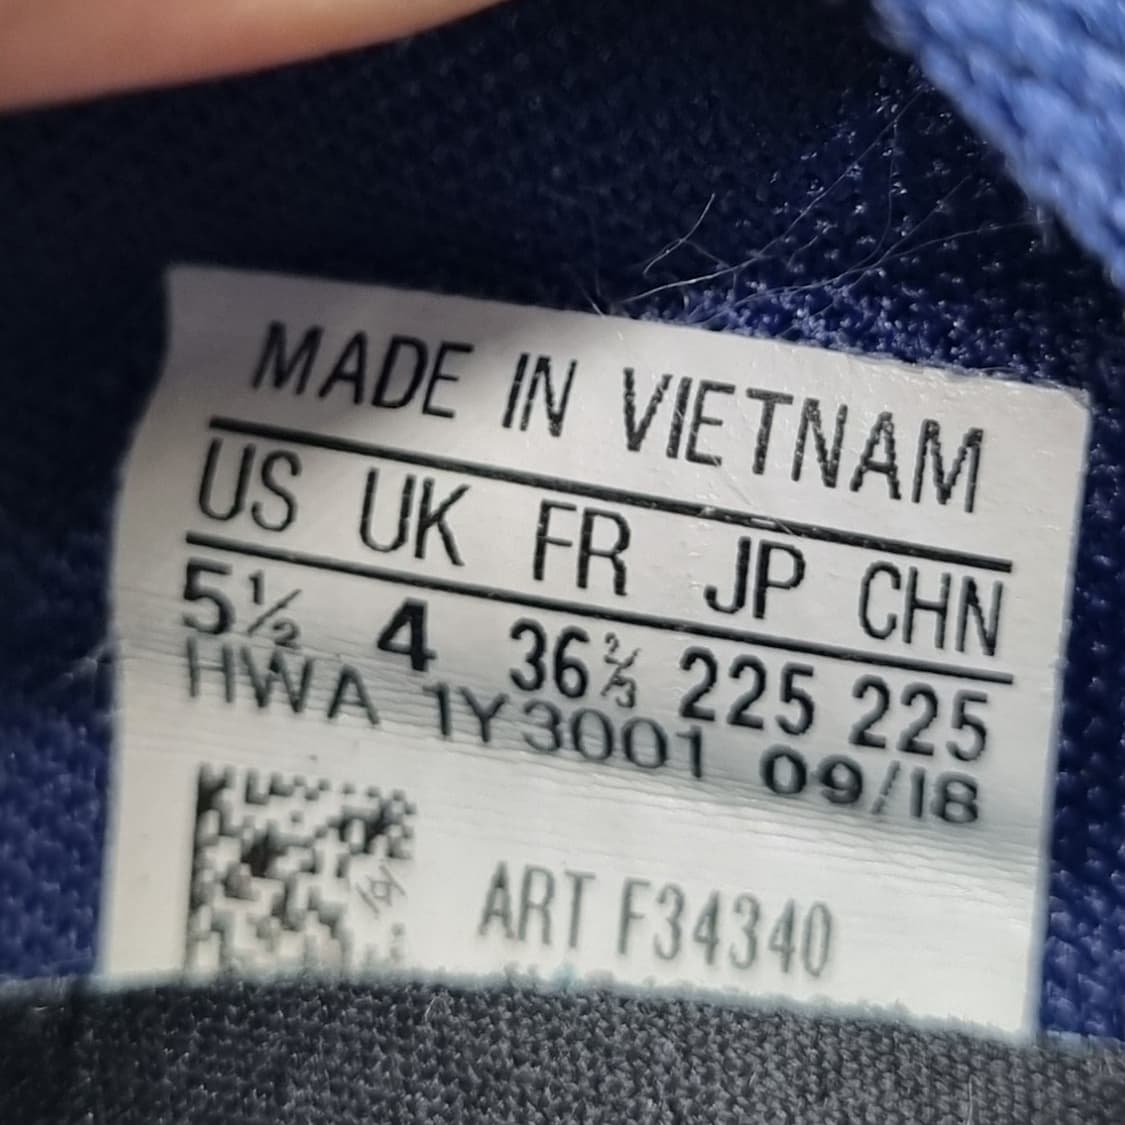 MADE IN VIETNAM
US UK FR JP CHN
5½ 4 36⅔ 225 225
HWA 1Y3001 09/18
ART F34340